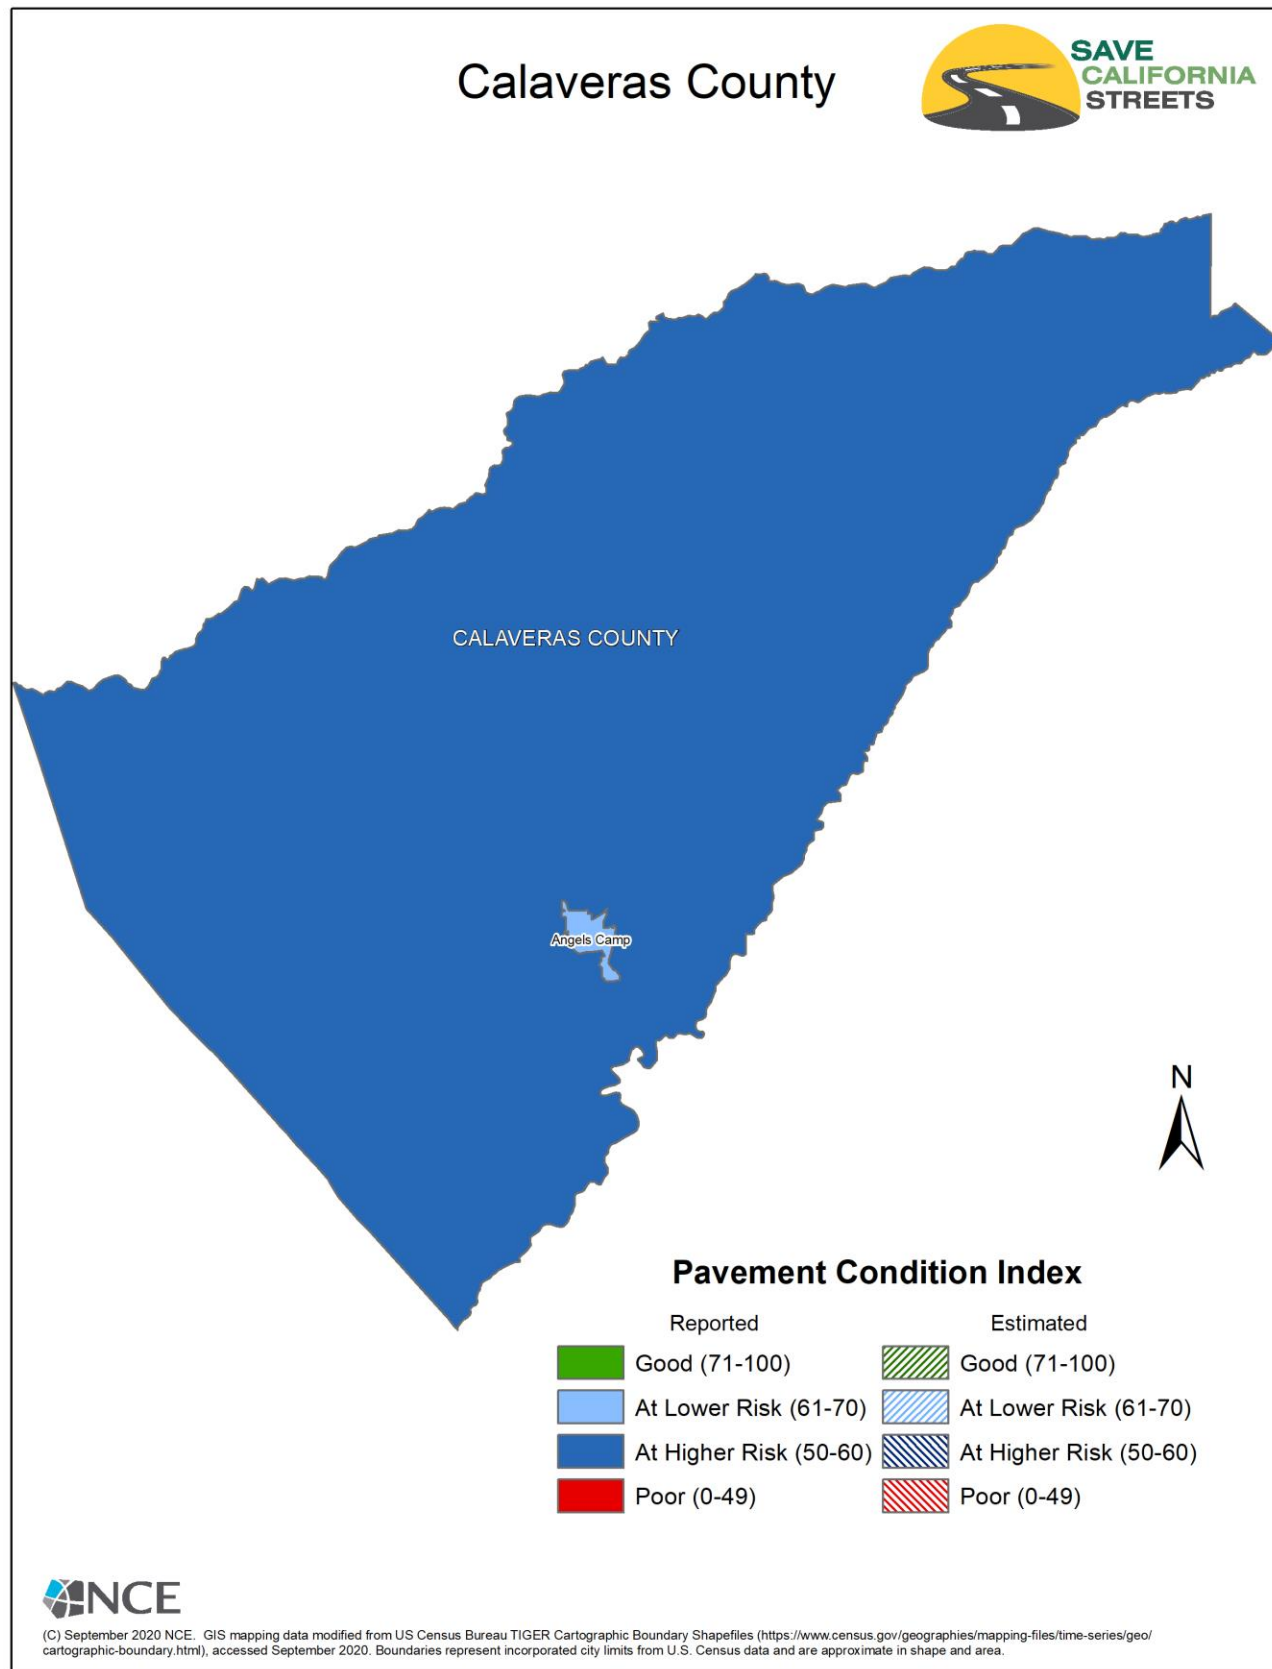 Calaveras County
SAVE
CALIFORNIA
STREETS
CALAVERAS COUNTY
Angels Camp
N
Pavement Condition Index
Reported
Good (71-100)
At Lower Risk (61-70)
At Higher Risk (50-60)
Poor (0-49)
Estimated
Good (71-100)
At Lower Risk (61-70)
At Higher Risk (50-60)
Poor (0-49)
NCE
(C) September 2020 NCE. GIS mapping data modified from US Census Bureau TIGER Cartographic Boundary Shapefiles (https://www.census.gov/geographies/mapping-files/time-series/geo/
cartographic-boundary.html), accessed September 2020. Boundaries represent incorporated city limits from U.S. Census data and are approximate in shape and area.